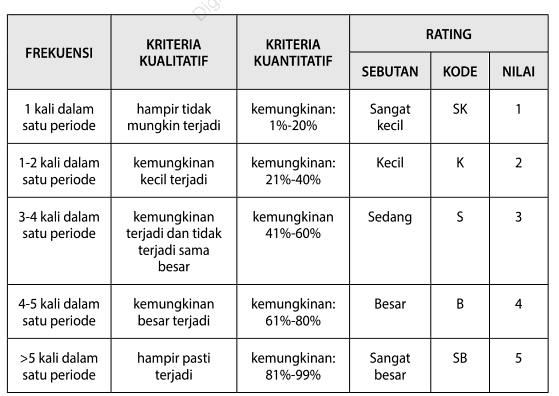 Digi
FREKUENSI
KRITERIA
KUALITATIF
KRITERIA
KUANTITATIF
RATING
SEBUTAN
KODE
NILAI
1 kali dalam
satu periode
hampir tidak
mungkin terjadi
kemungkinan:
1%-20%
Sangat
kecil
SK
1
1-2 kali dalam
satu periode
kemungkinan
kecil terjadi
kemungkinan:
21%-40%
Kecil
K
2
3-4 kali dalam
satu periode
kemungkinan
terjadi dan tidak
terjadi sama
besar
kemungkinan
41%-60%
Sedang
S
3
4-5 kali dalam
satu periode
kemungkinan
besar terjadi
kemungkinan:
61%-80%
Besar
B
4
>5 kali dalam
satu periode
hampir pasti
terjadi
kemungkinan:
81%-99%
Sangat
besar
SB
5